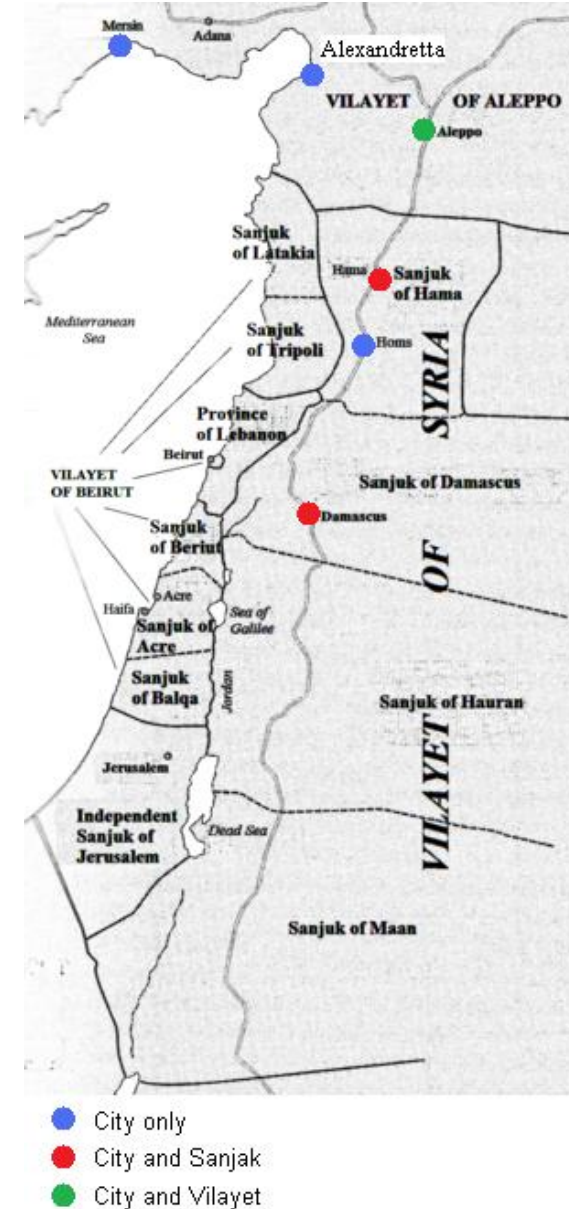 Mersin
Adana
Alexandretta
VILAYET OF ALEPPO
Aleppo
Sanjuk
of Latakia
Hama
Sanjuk
of Hama
Mediterranean
Sea
Sanjuk
of Tripoli
Homs
Province
of Lebanon
Beirut
VILAYET
OF BEIRUT
Sanjuk of Damascus
Damascus
Sanjuk
of Beriut
Acre
Haifa
Sanjuk of
Acre
Sea of
Galilee
Sanjuk
of Balqa
Jordan
Sanjuk of Hauran
VILAYET OF SYRIA
Jerusalem
Independent
Sanjuk of
Jerusalem
Dead Sea
Sanjuk of Maan
City only
City and Sanjak
City and Vilayet